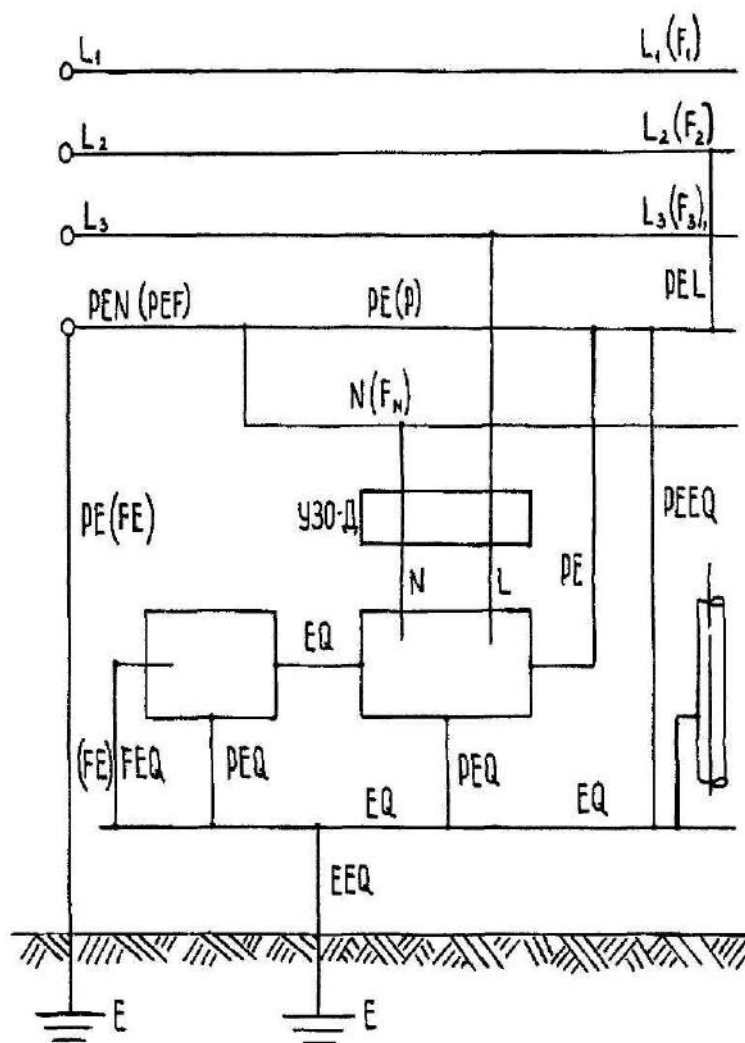 L₁ L₁(F₁)
L₂ L₂(F₂)
L₃ L₃(F₃)
PEL
PEN(PEF) PE(P)
N(Fₙ)
PE(FE) УЗО-Д PEEQ
N L PE
EQ
(FE) FEQ PEQ PEQ
EQ EQ
EEQ
E E